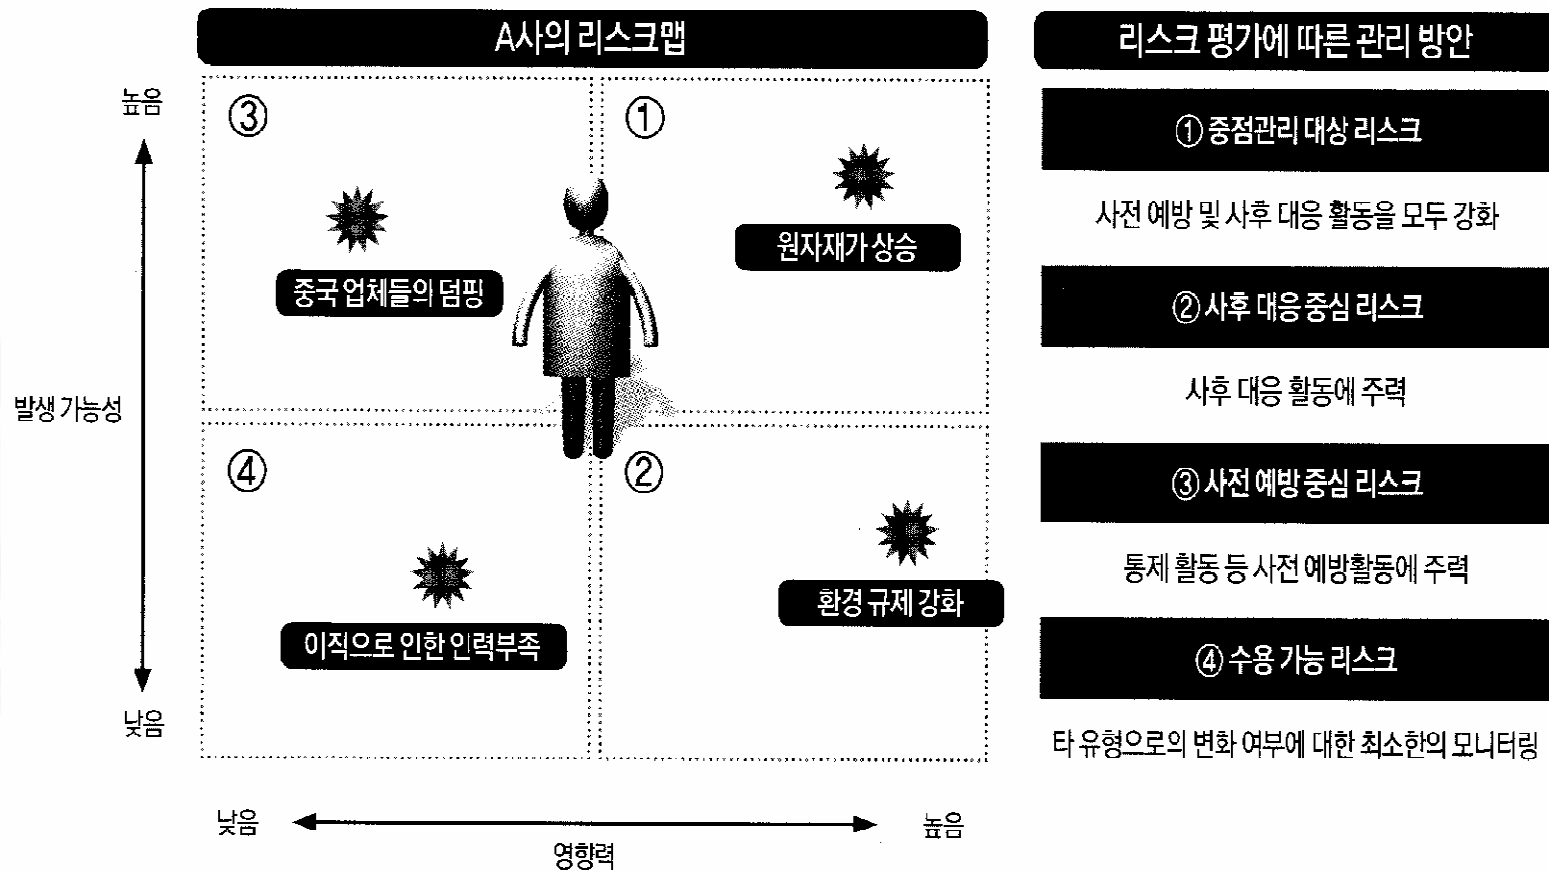 A사의 리스크맵
높음
③
①
중국 업체들의 덤핑
원자재가 상승
발생 가능성
④
②
이직으로 인한 인력부족
환경 규제 강화
낮음
낮음
높음
영향력
리스크 평가에 따른 관리 방안
① 중점관리 대상 리스크
사전 예방 및 사후 대응 활동을 모두 강화
② 사후 대응 중심 리스크
사후 대응 활동에 주력
③ 사전 예방 중심 리스크
통제 활동 등 사전 예방활동에 주력
④ 수용 가능 리스크
타 유형으로의 변화 여부에 대한 최소한의 모니터링